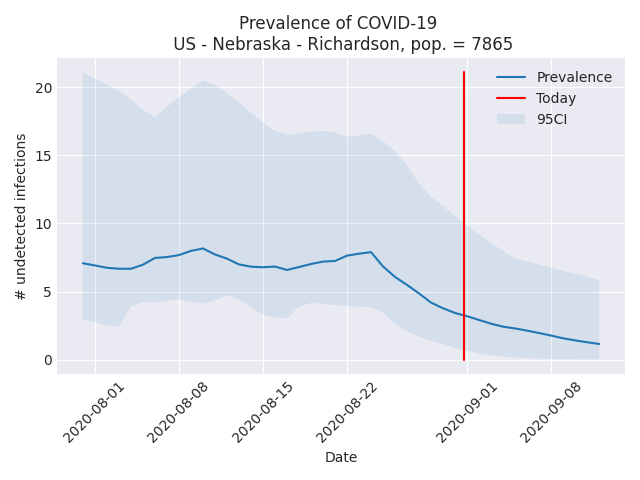 Prevalence of COVID-19
US - Nebraska - Richardson, pop. = 7865
Prevalence
Today
95CI
# undetected infections
20
15
10
5
0
2020-08-01
2020-08-08
2020-08-15
2020-08-22
2020-09-01
2020-09-08
Date